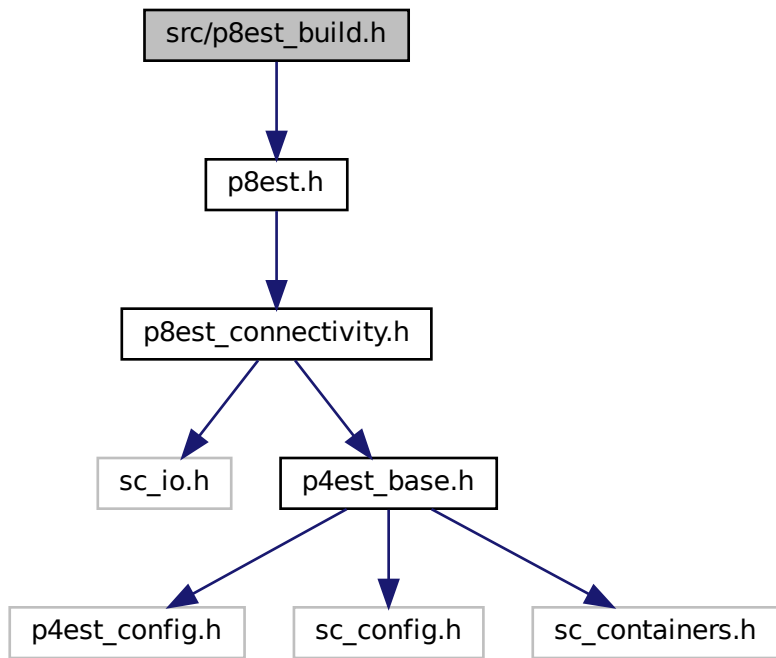 src/p8est_build.h
p8est.h
p8est_connectivity.h
sc_io.h
p4est_base.h
p4est_config.h
sc_config.h
sc_containers.h